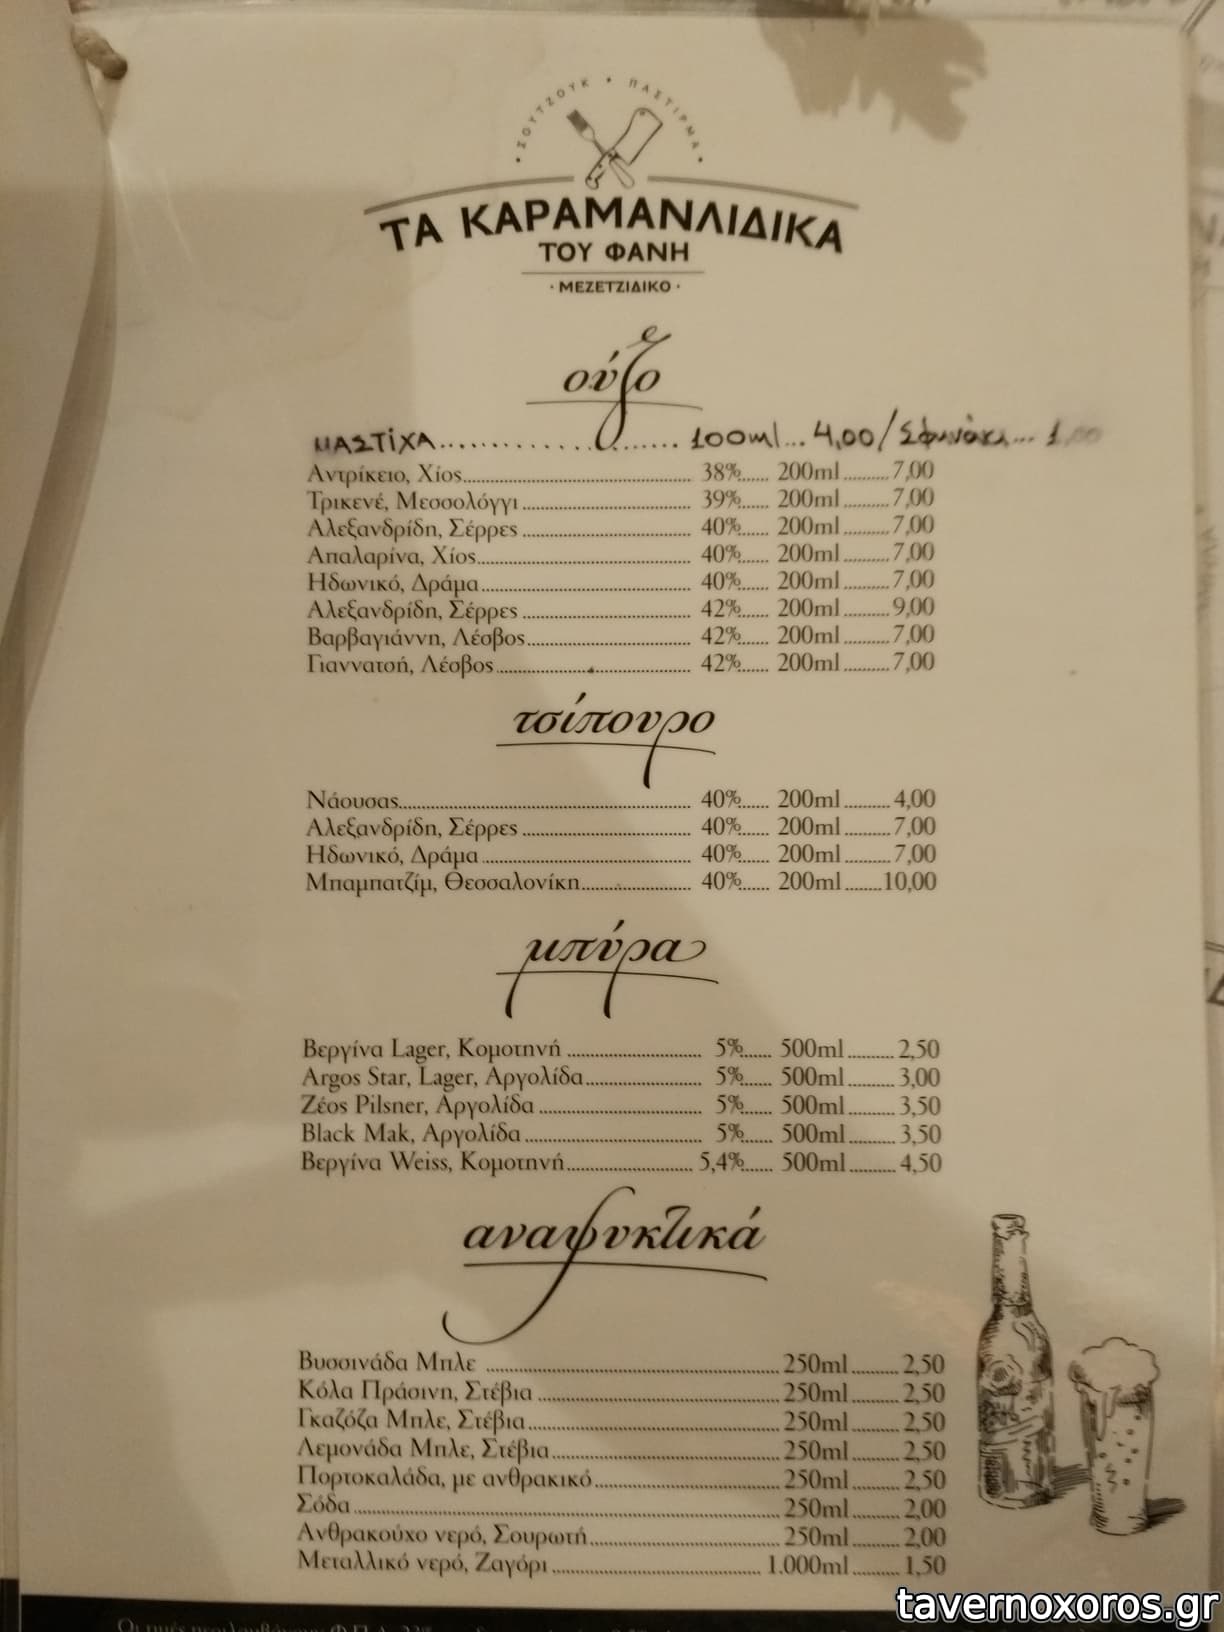 • ΣΟΥΤΖΟΥΚ • ΠΑΣΤΙΡΜΑ •
ΤΑ ΚΑΡΑΜΑΝΛΙΔΙΚΑ
ΤΟΥ ΦΑΝΗ
· ΜΕΖΕΤΖΙΔΙΚΟ ·
ούζο
ΜΑΣΤΙΧΑ.................... 100ml... 4,00/Σφινάκι... 1,00
Αντρίκειο, Χίος.......... 38%...... 200ml..........7,00
Τρικενέ, Μεσσολόγγι.......... 39%...... 200ml..........7,00
Αλεξανδρίδη, Σέρρες.......... 40%...... 200ml..........7,00
Απαλαρίνα, Χίος.......... 40%...... 200ml..........7,00
Ηδωνικό, Δράμα.......... 40%...... 200ml..........7,00
Αλεξανδρίδη, Σέρρες.......... 42%...... 200ml..........9,00
Βαρβαγιάννη, Λέσβος.......... 42%...... 200ml..........7,00
Γιαννατσή, Λέσβος.......... 42%...... 200ml..........7,00
τσίπουρο
Νάουσας.......... 40%...... 200ml..........4,00
Αλεξανδρίδη, Σέρρες.......... 40%...... 200ml..........7,00
Ηδωνικό, Δράμα.......... 40%...... 200ml..........7,00
Μπαμπατζίμ, Θεσσαλονίκη.......... 40%...... 200ml........10,00
μπύρα
Βεργίνα Lager, Κομοτηνή.......... 5%...... 500ml.......... 2,50
Argos Star, Lager, Αργολίδα.......... 5%...... 500ml.......... 3,00
Ζέos Pilsner, Αργολίδα.......... 5%...... 500ml.......... 3,50
Black Mak, Αργολίδα.......... 5%...... 500ml.......... 3,50
Βεργίνα Weiss, Κομοτηνή.......... 5,4%...... 500ml.......... 4,50
αναψυκτικά
Βυσσινάδα Μπλε.......... 250ml.......... 2,50
Κόλα Πράσινη, Στέβια.......... 250ml.......... 2,50
Γκαζόζα Μπλε, Στέβια.......... 250ml.......... 2,50
Λεμονάδα Μπλε, Στέβια.......... 250ml.......... 2,50
Πορτοκαλάδα, με ανθρακικό.......... 250ml.......... 2,50
Σόδα.......... 250ml.......... 2,00
Ανθρακούχο νερό, Σουρωτή.......... 250ml.......... 2,00
Μεταλλικό νερό, Ζαγόρι.......... 1.000ml.......... 1,50
tavernoxoros.gr